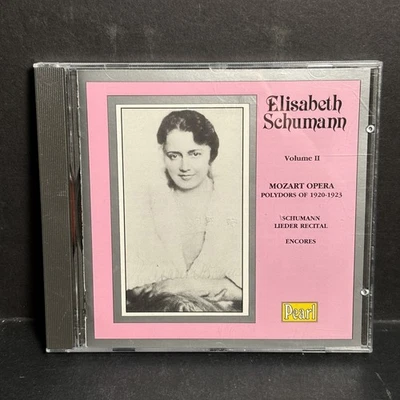 Elisabeth
Schumann
Volume II
MOZART OPERA
POLYDORS OF 1920-1923
SCHUMANN
LIEDER RECITAL
ENCORES
Pearl